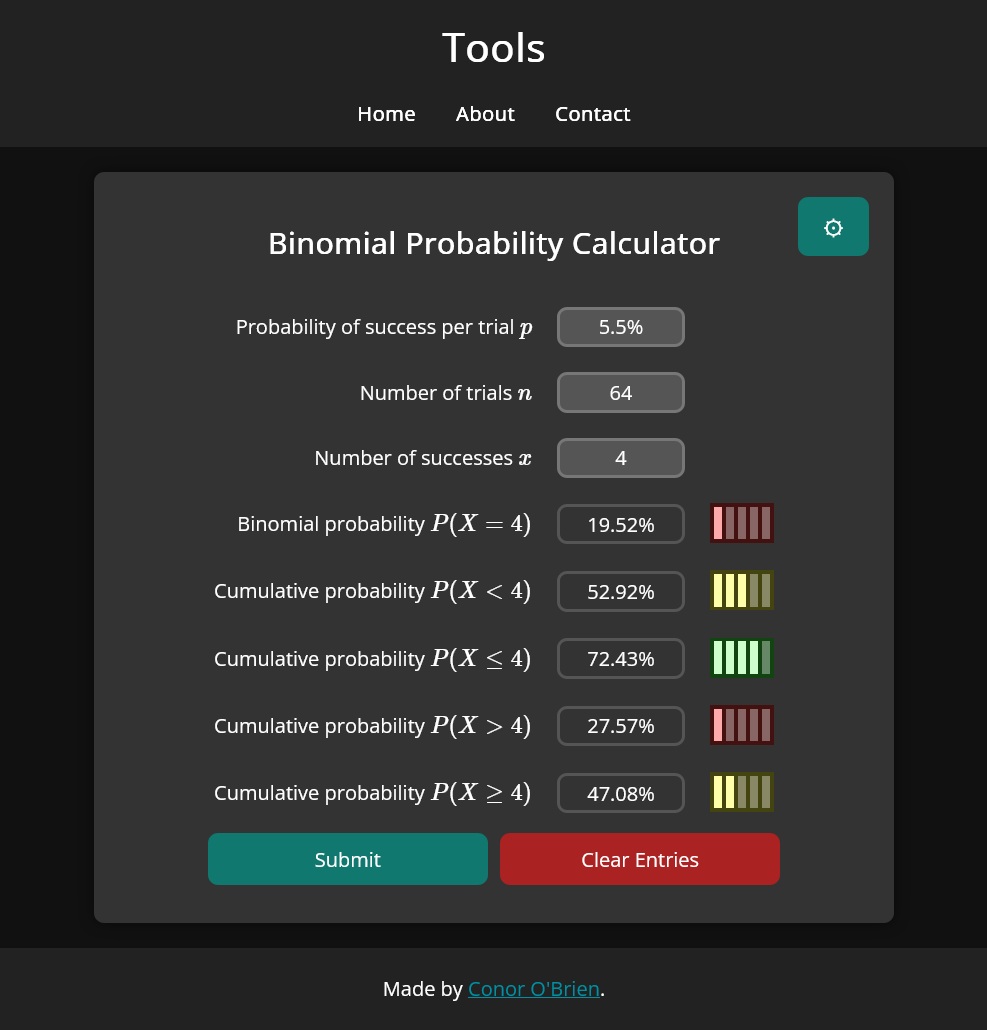 Tools
Home About Contact
Binomial Probability Calculator
⚙
Probability of success per trial p 5.5%
Number of trials n 64
Number of successes x 4
Binomial probability P(X = 4) 19.52%
Cumulative probability P(X < 4) 52.92%
Cumulative probability P(X ≤ 4) 72.43%
Cumulative probability P(X > 4) 27.57%
Cumulative probability P(X ≥ 4) 47.08%
Submit Clear Entries
Made by Conor O'Brien.